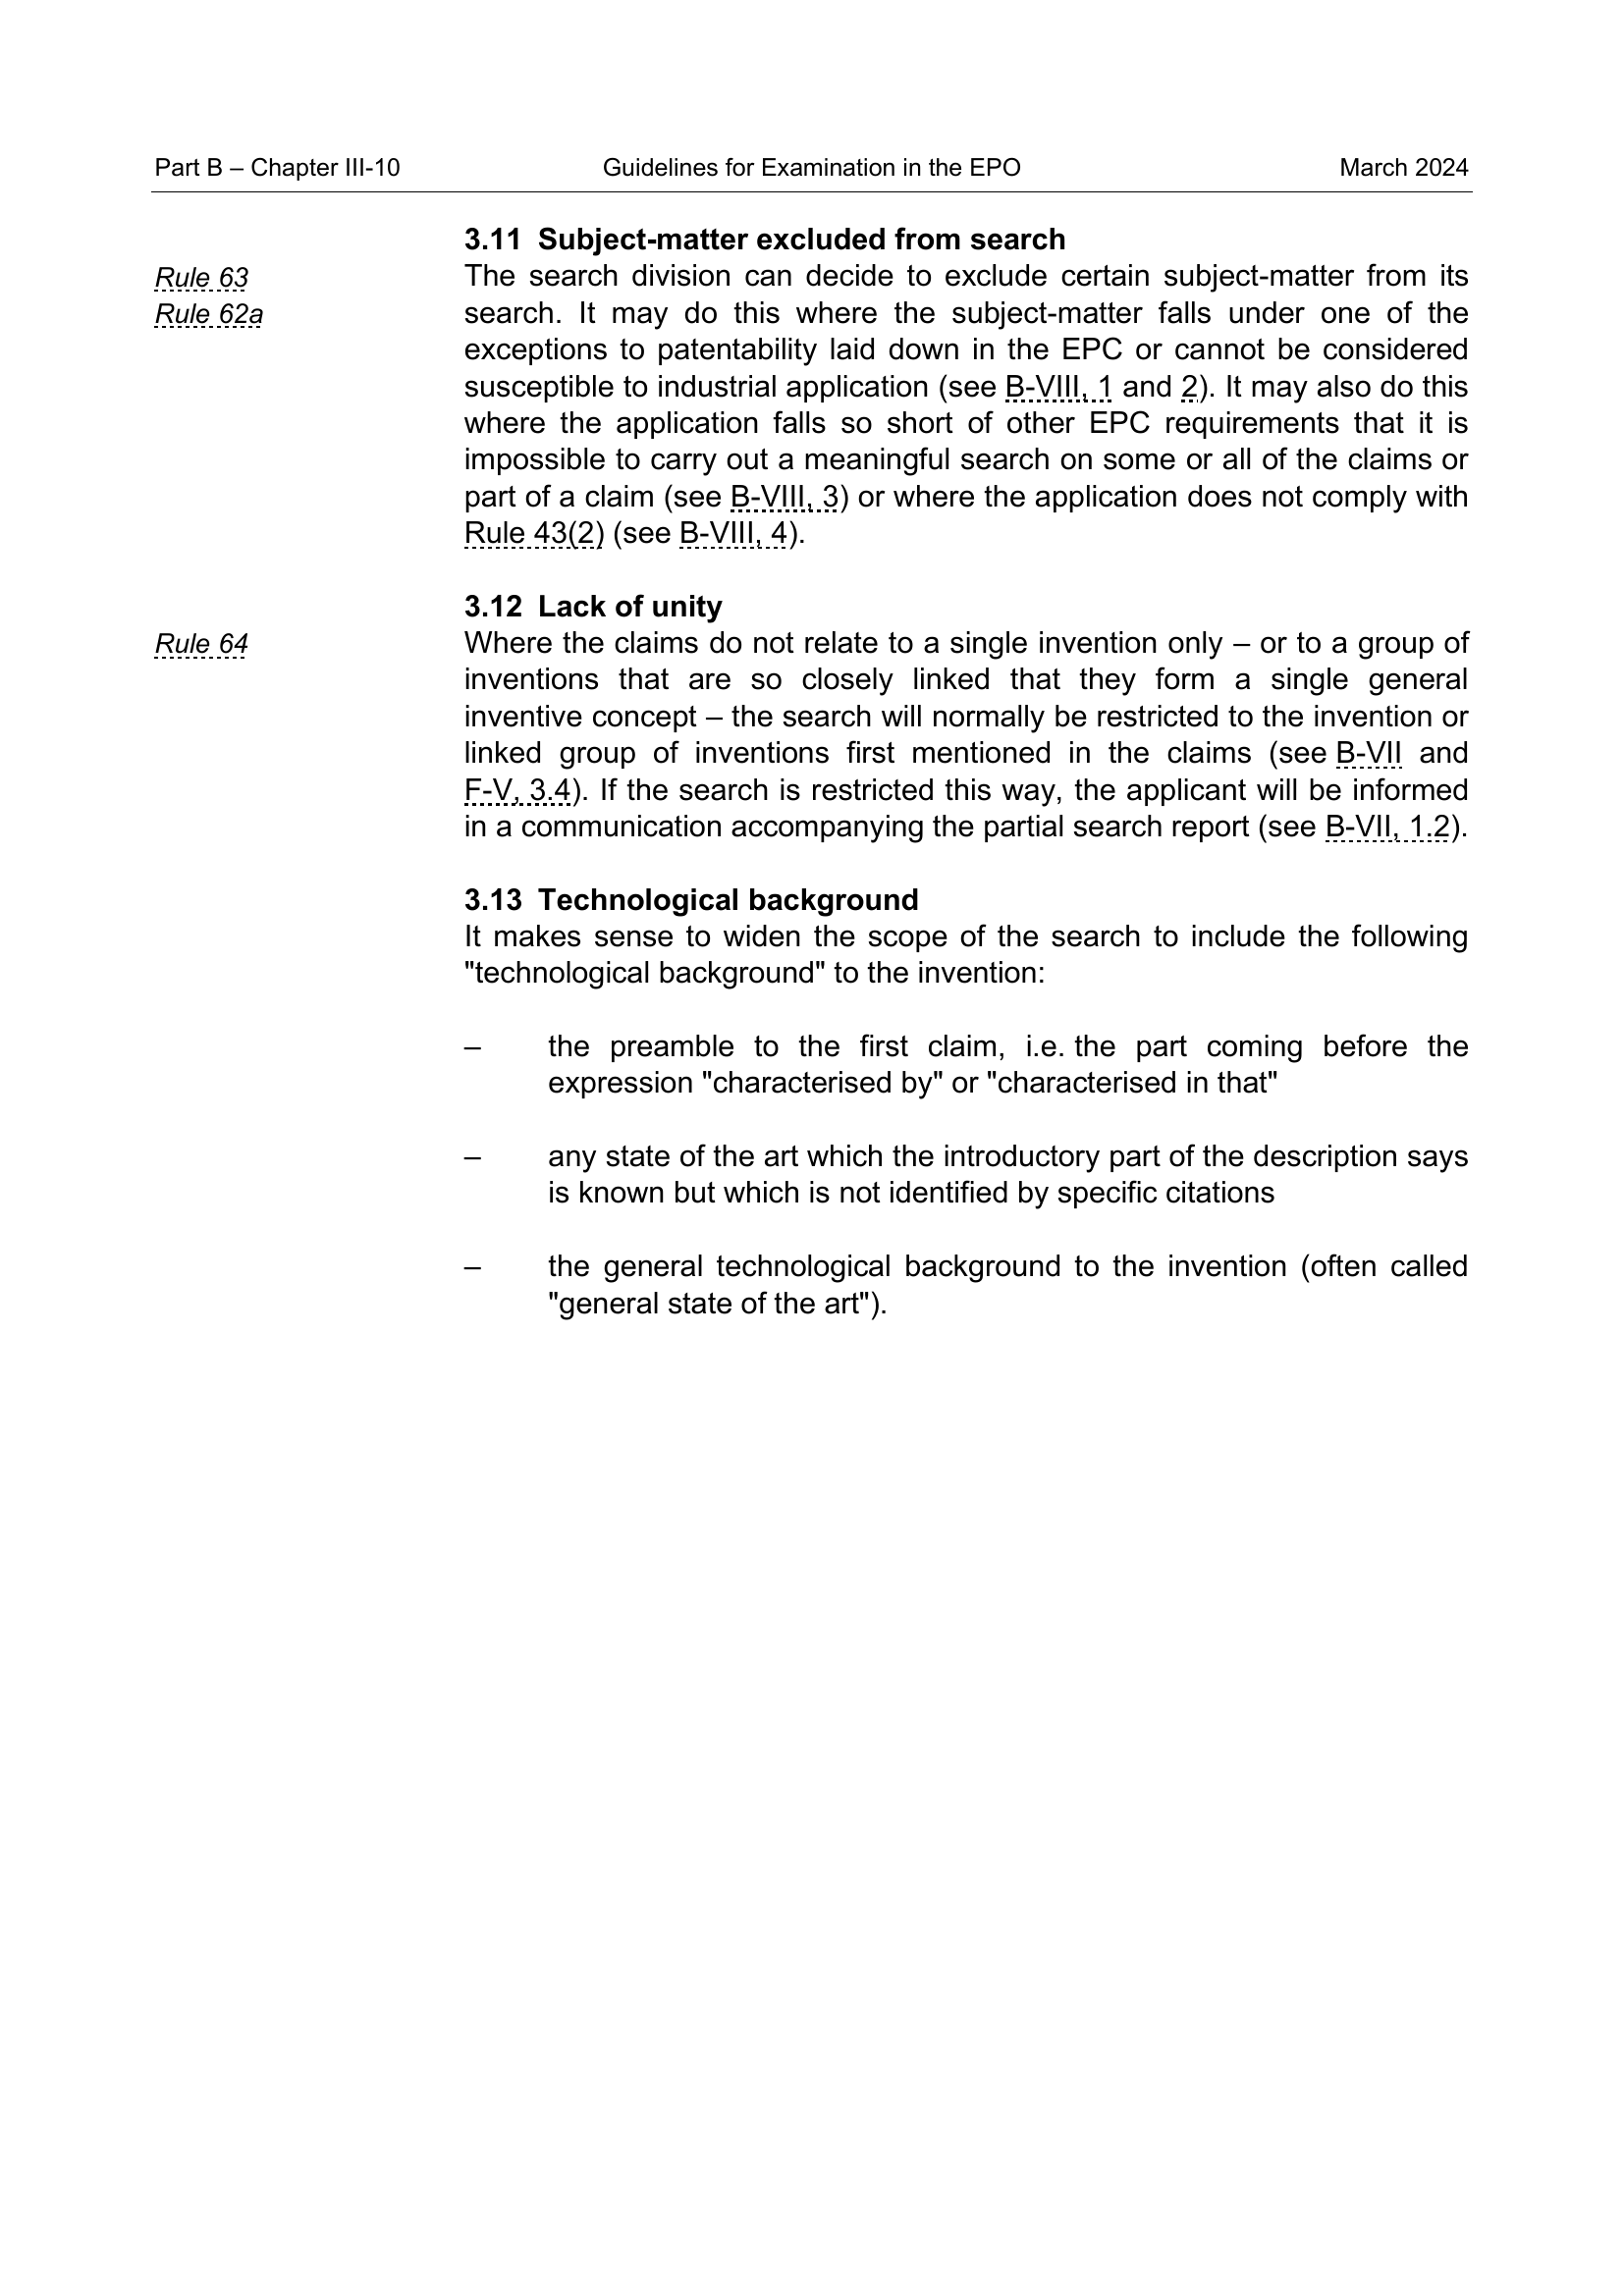 Part B – Chapter III-10 Guidelines for Examination in the EPO March 2024
3.11 Subject-matter excluded from search
Rule 63 The search division can decide to exclude certain subject-matter from its
Rule 62a search. It may do this where the subject-matter falls under one of the
exceptions to patentability laid down in the EPC or cannot be considered
susceptible to industrial application (see B-VIII, 1 and 2). It may also do this
where the application falls so short of other EPC requirements that it is
impossible to carry out a meaningful search on some or all of the claims or
part of a claim (see B-VIII, 3) or where the application does not comply with
Rule 43(2) (see B-VIII, 4).
3.12 Lack of unity
Rule 64 Where the claims do not relate to a single invention only – or to a group of
inventions that are so closely linked that they form a single general
inventive concept – the search will normally be restricted to the invention or
linked group of inventions first mentioned in the claims (see B-VII and
F-V, 3.4). If the search is restricted this way, the applicant will be informed
in a communication accompanying the partial search report (see B-VII, 1.2).
3.13 Technological background
It makes sense to widen the scope of the search to include the following
"technological background" to the invention:
– the preamble to the first claim, i.e. the part coming before the
expression "characterised by" or "characterised in that"
– any state of the art which the introductory part of the description says
is known but which is not identified by specific citations
– the general technological background to the invention (often called
"general state of the art").